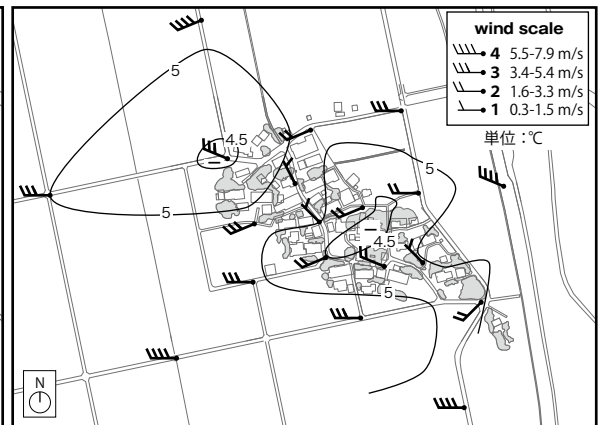 wind scale
4 5.5-7.9 m/s
3 3.4-5.4 m/s
2 1.6-3.3 m/s
1 0.3-1.5 m/s
単位：℃
5
4.5
5
5
4.5
5
N